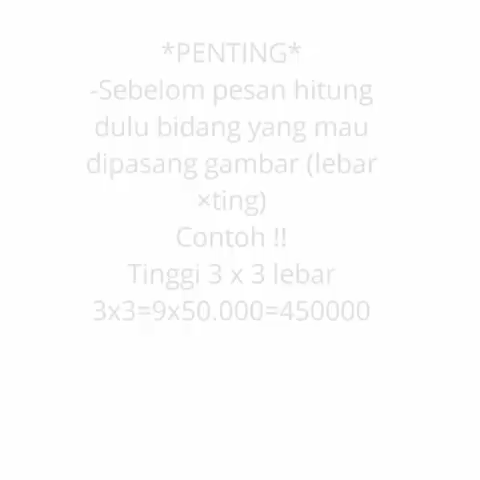 *PENTING*
-Sebelom pesan hitung
dulu bidang yang mau
dipasang gambar (lebar
×ting)
Contoh !!
Tinggi 3 x 3 lebar
3x3=9x50.000=450000